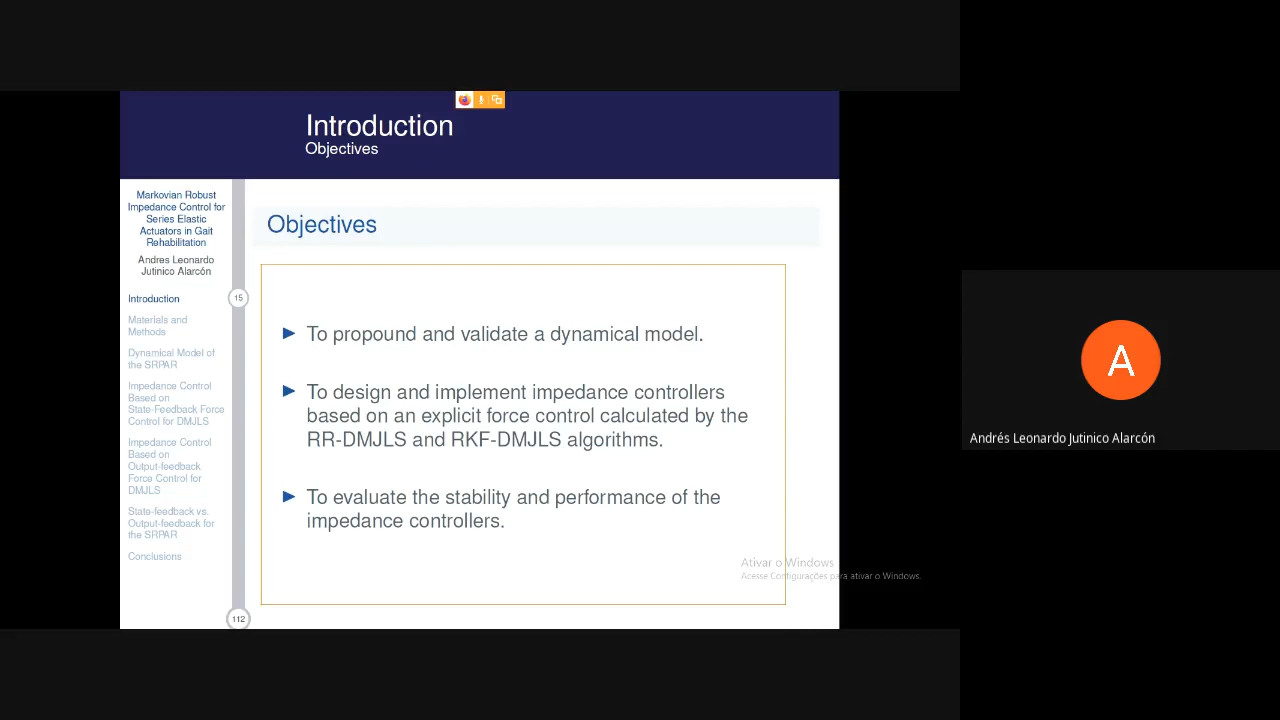 Introduction
Objectives
Markovian Robust
Impedance Control for
Series Elastic
Actuators in Gait
Rehabilitation
Andres Leonardo
Jutinico Alarcón
Introduction
Materials and
Methods
Dynamical Model of
the SRPAR
Impedance Control
Based on
State-Feedback Force
Control for DMJLS
Impedance Control
Based on
Output-feedback
Force Control for
DMJLS
State-feedback vs.
Output-feedback for
the SRPAR
Conclusions
15
112
Objectives
To propound and validate a dynamical model.
To design and implement impedance controllers
based on an explicit force control calculated by the
RR-DMJLS and RKF-DMJLS algorithms.
To evaluate the stability and performance of the
impedance controllers.
Ativar o Windows
Acesse Configurações para ativar o Windows.
A
Andrés Leonardo Jutinico Alarcón